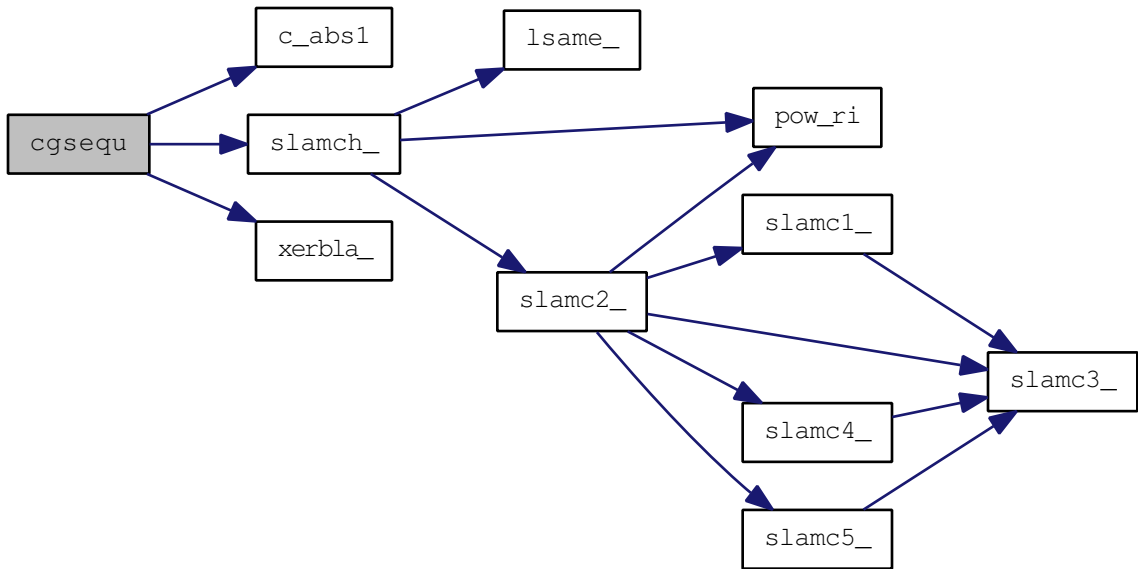 c_abs1
lsame_
pow_ri
cgsequ
slamch_
slamc1_
xerbla_
slamc2_
slamc3_
slamc4_
slamc5_